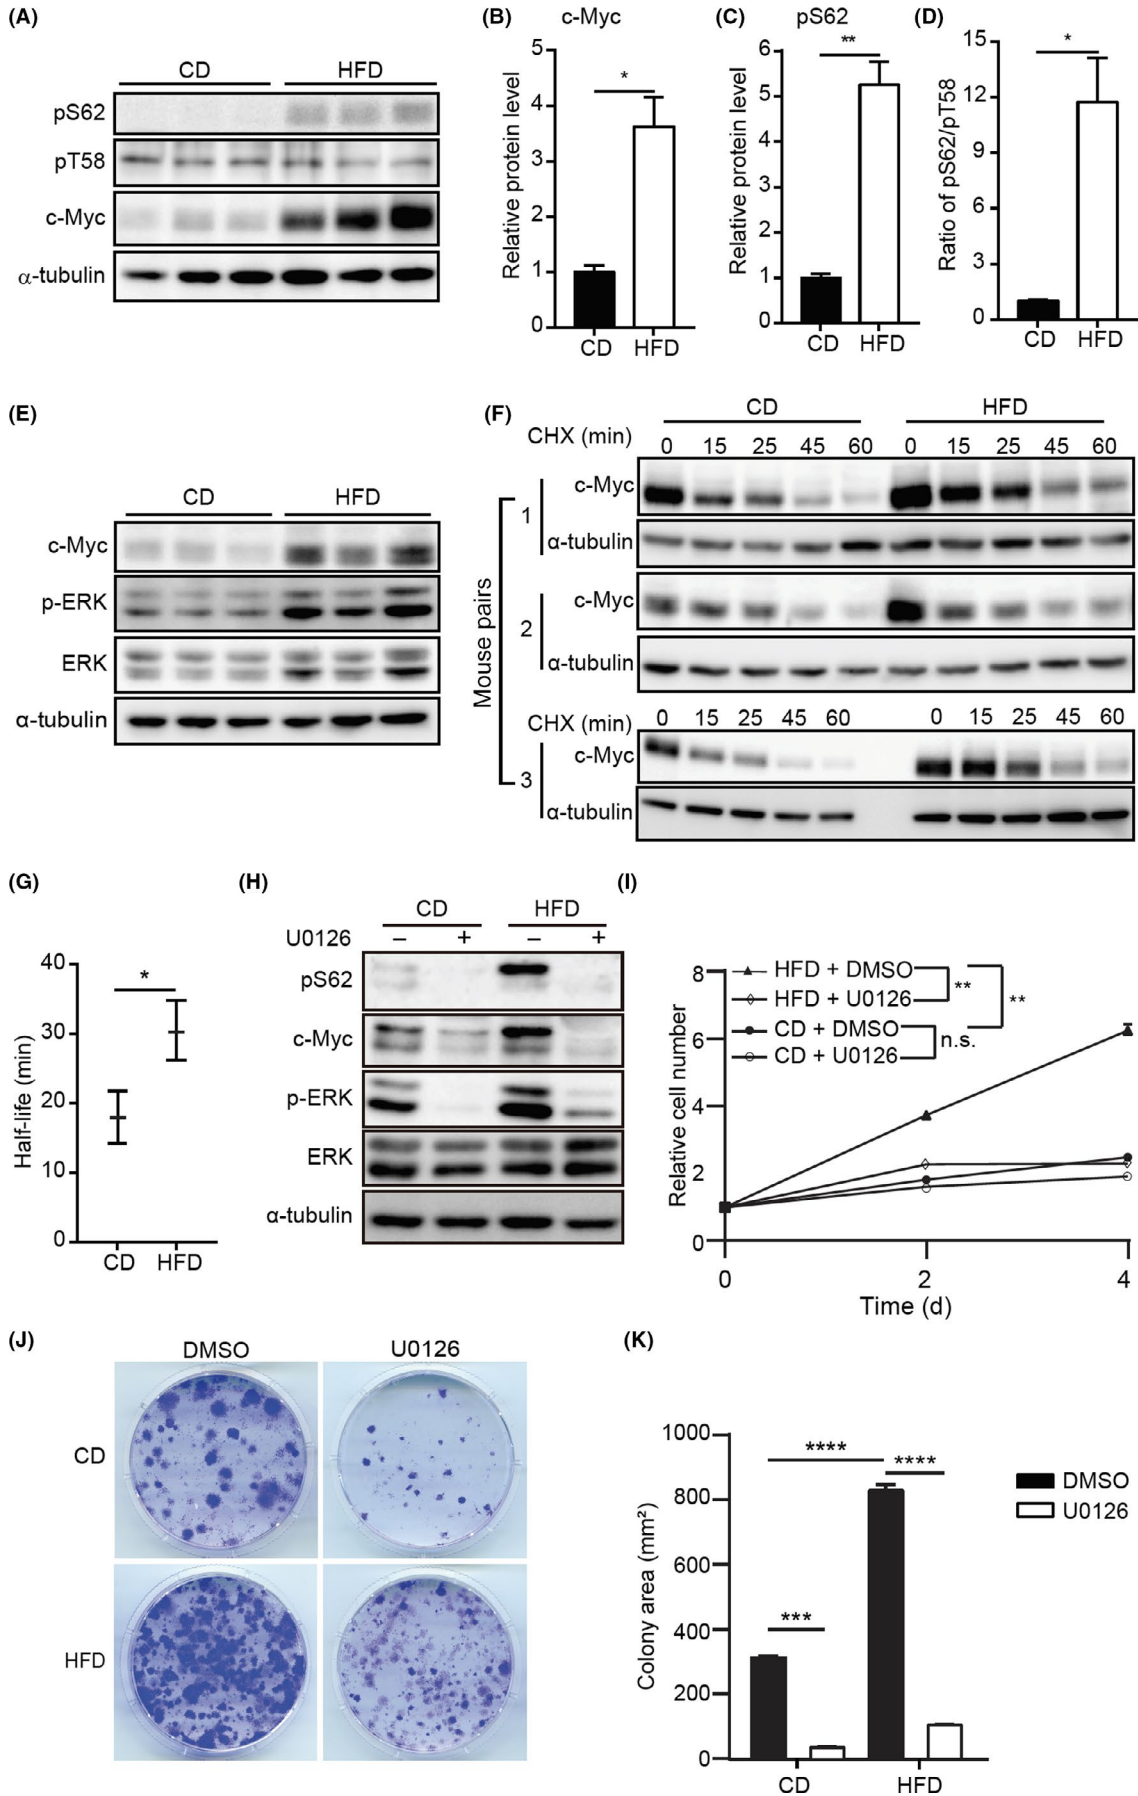 (A)
CD HFD
pS62
pT58
c-Myc
α-tubulin
(B)
c-Myc
Relative protein level
5
4
3
2
1
0
*
CD HFD
(C)
pS62
Relative protein level
6
5
4
3
2
1
0
**
CD HFD
(D)
Ratio of pS62/pT58
15
12
9
6
3
0
*
CD HFD
(E)
CD HFD
c-Myc
p-ERK
ERK
α-tubulin
(F)
CD HFD
CHX (min) 0 15 25 45 60 0 15 25 45 60
Mouse pairs
1
c-Myc
α-tubulin
2
c-Myc
α-tubulin
CHX (min) 0 15 25 45 60 0 15 25 45 60
3
c-Myc
α-tubulin
(G)
Half-life (min)
40
30
20
10
0
*
CD HFD
(H)
CD HFD
U0126 – + – +
pS62
c-Myc
p-ERK
ERK
α-tubulin
(I)
Relative cell number
8
6
4
2
0
HFD + DMSO
HFD + U0126
CD + DMSO
CD + U0126
**
**
n.s.
0 2 4
Time (d)
(J)
DMSO U0126
CD
HFD
(K)
Colony area (mm²)
1000
800
600
400
200
0
***
****
****
CD HFD
DMSO
U0126